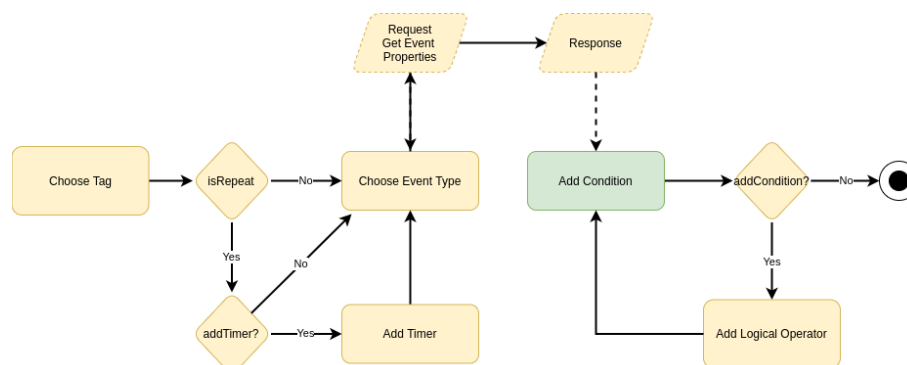 Request
Get Event
Properties
Response
Choose Tag
isRepeat
No
Choose Event Type
Add Condition
addCondition?
No
Yes
No
Yes
addTimer?
Yes
Add Timer
Add Logical Operator